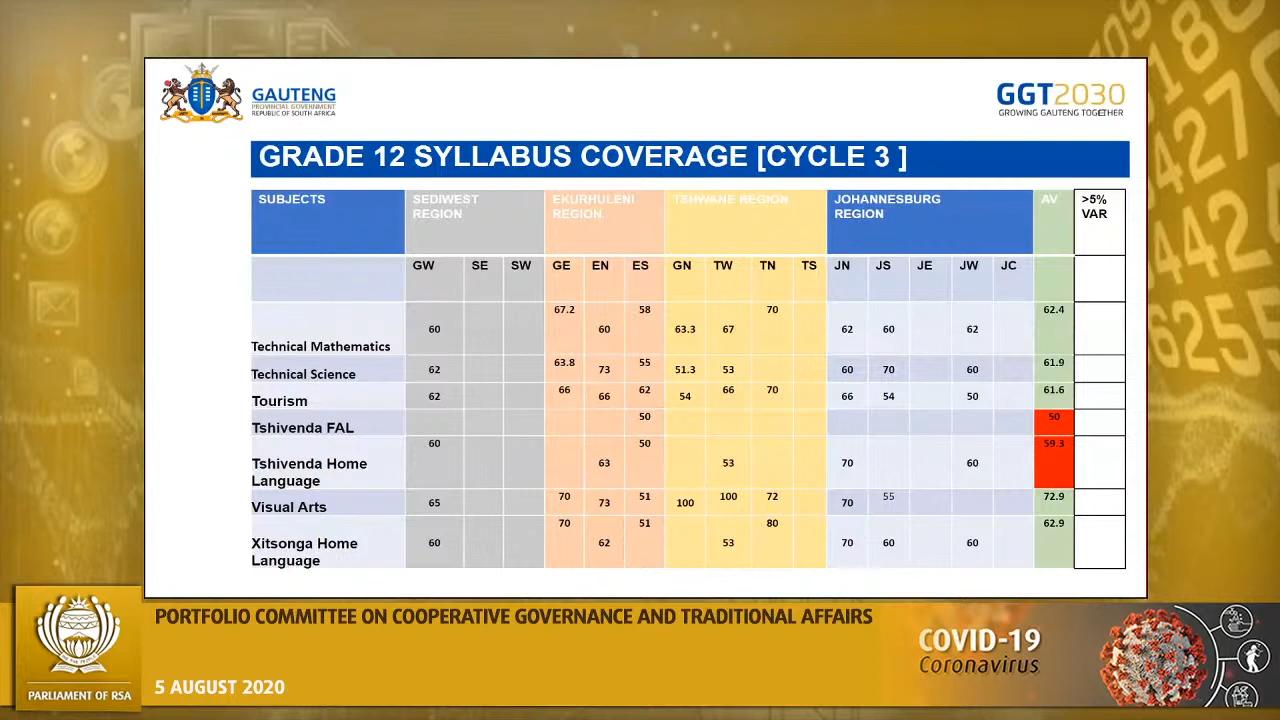 GAUTENG
PROVINCIAL GOVERNMENT
REPUBLIC OF SOUTH AFRICA
GGT2030
GROWING GAUTENG TOGETHER
GRADE 12 SYLLABUS COVERAGE [CYCLE 3 ]
SUBJECTS SEDIWEST REGION EKURHULENI REGION TSHWANE REGION JOHANNESBURG REGION AV >5% VAR
GW SE SW GE EN ES GN TW TN TS JN JS JE JW JC
Technical Mathematics 60 67.2 60 58 63.3 67 70 62 60 62 62.4
Technical Science 62 63.8 73 55 51.3 53 60 70 60 61.9
Tourism 62 66 66 62 54 66 70 66 54 50 61.6
Tshivenda FAL 50 50
Tshivenda Home Language 60 63 50 53 70 60 59.3
Visual Arts 65 70 73 51 100 100 72 70 55 72.9
Xitsonga Home Language 60 70 62 51 53 80 70 60 60 62.9
PORTFOLIO COMMITTEE ON COOPERATIVE GOVERNANCE AND TRADITIONAL AFFAIRS
COVID-19
Coronavirus
PARLIAMENT OF RSA
5 AUGUST 2020